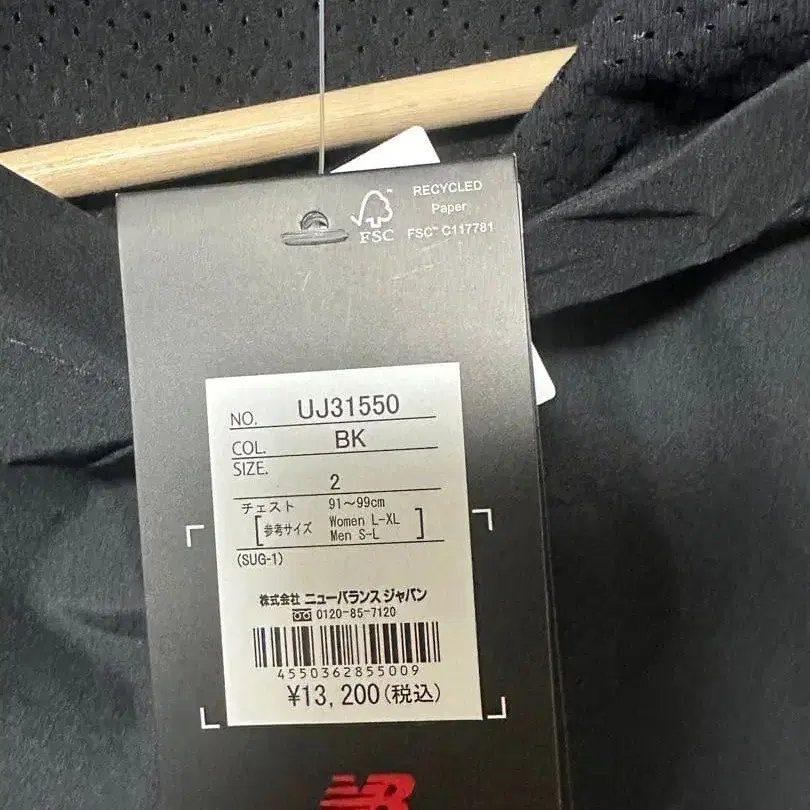 RECYCLED
Paper
FSC™ C117781
FSC
NO. UJ31550
COL. BK
SIZE.
2
チェスト 91～99cm
参考サイズ Women L-XL
Men S-L
(SUG-1)
株式会社 ニューバランス ジャパン
0120-85-7120
4550362855009
¥13,200(税込)
NB